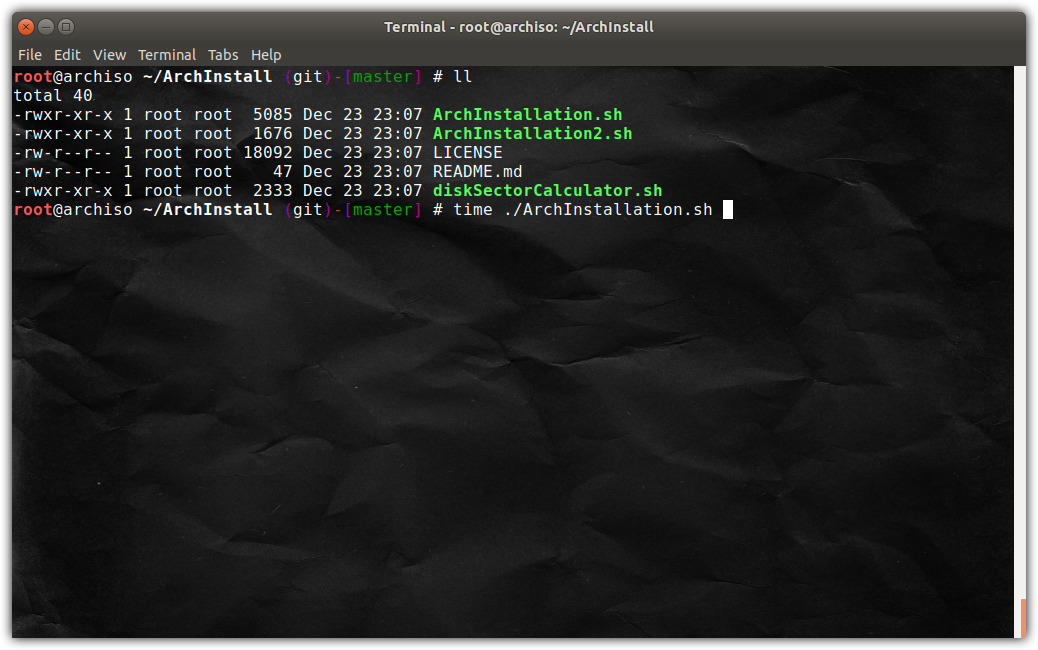 Terminal - root@archiso: ~/ArchInstall
File Edit View Terminal Tabs Help
root@archiso ~/ArchInstall (git)-[master] # ll
total 40
-rwxr-xr-x 1 root root  5085 Dec 23 23:07 ArchInstallation.sh
-rwxr-xr-x 1 root root  1676 Dec 23 23:07 ArchInstallation2.sh
-rw-r--r-- 1 root root 18092 Dec 23 23:07 LICENSE
-rw-r--r-- 1 root root    47 Dec 23 23:07 README.md
-rwxr-xr-x 1 root root  2333 Dec 23 23:07 diskSectorCalculator.sh
root@archiso ~/ArchInstall (git)-[master] # time ./ArchInstallation.sh